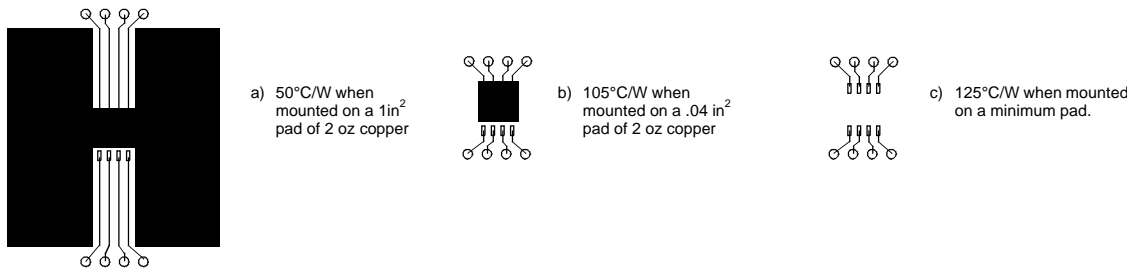 a) 50°C/W when
mounted on a 1in²
pad of 2 oz copper
b) 105°C/W when
mounted on a .04 in²
pad of 2 oz copper
c) 125°C/W when mounted
on a minimum pad.